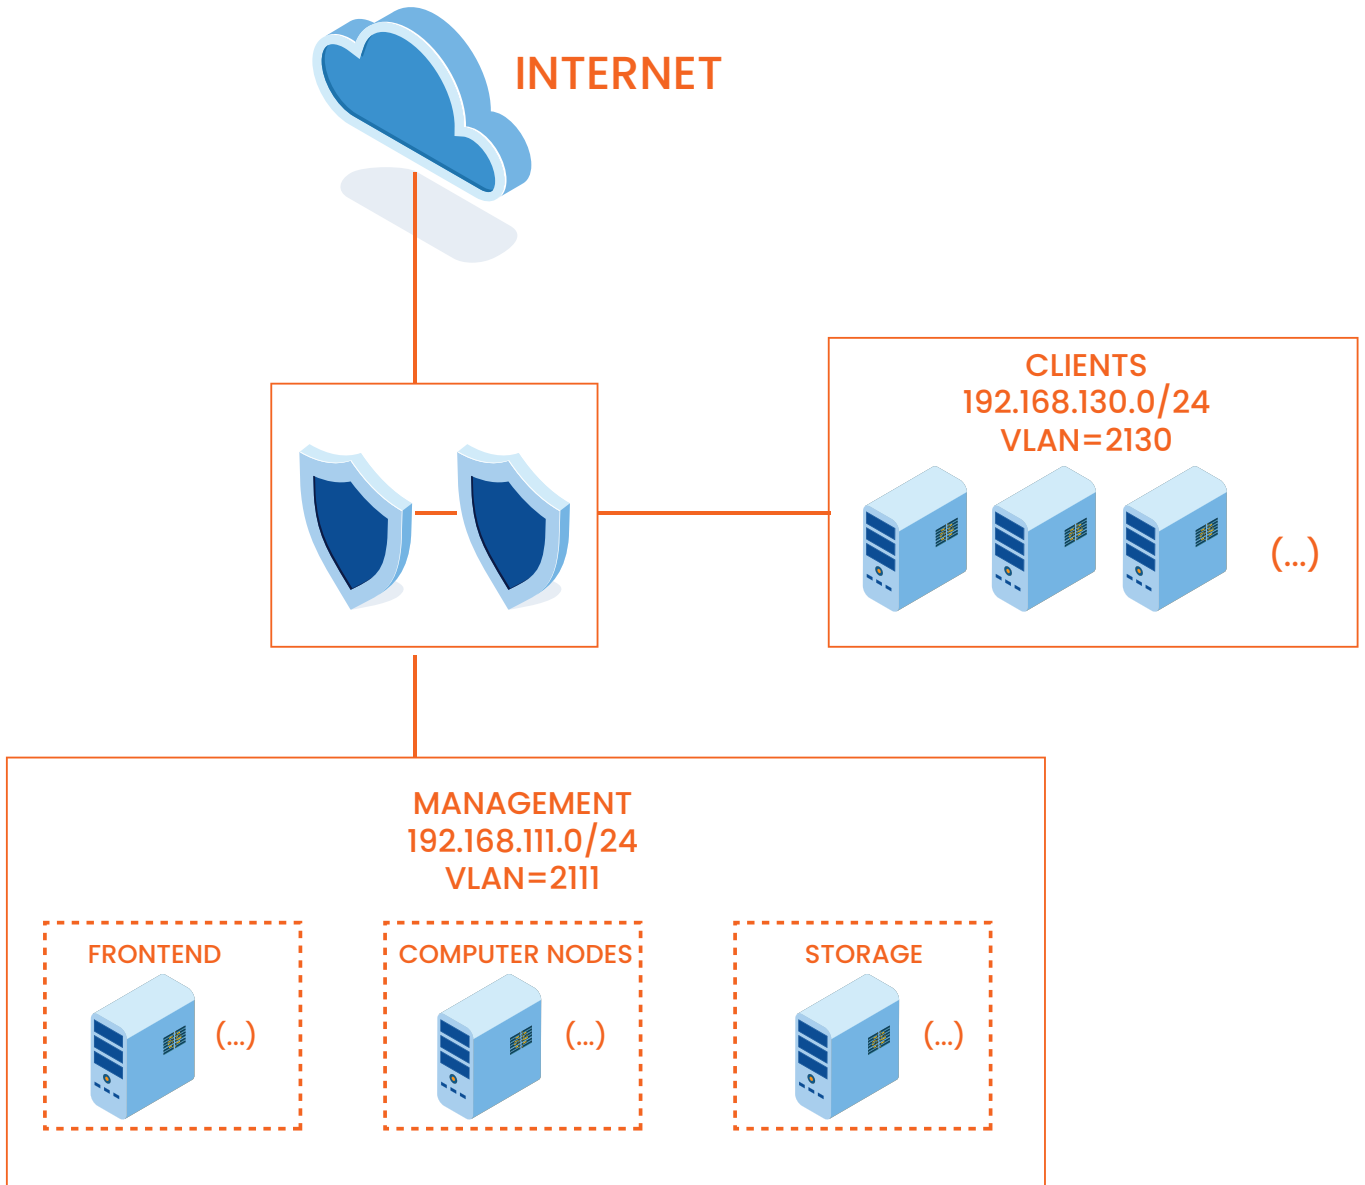 INTERNET
CLIENTS
192.168.130.0/24
VLAN=2130
(...)
MANAGEMENT
192.168.111.0/24
VLAN=2111
FRONTEND
(...)
COMPUTER NODES
(...)
STORAGE
(...)